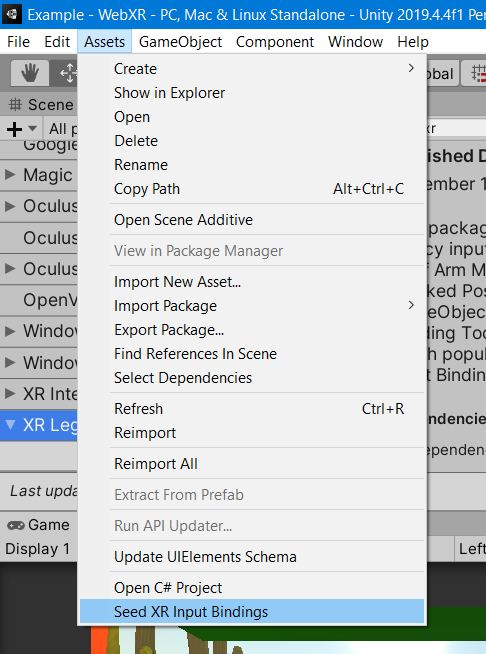 Example - WebXR - PC, Mac & Linux Standalone - Unity 2019.4.4f1 Per
File Edit Assets GameObject Component Window Help
Create
Show in Explorer
Open
Delete
Rename
Copy Path Alt+Ctrl+C
Open Scene Additive
View in Package Manager
Import New Asset...
Import Package
Export Package...
Find References In Scene
Select Dependencies
Refresh Ctrl+R
Reimport
Reimport All
Extract From Prefab
Run API Updater...
Update UIElements Schema
Open C# Project
Seed XR Input Bindings
Scene
All p
Google
Magic
Oculus
Oculus
Oculus
OpenV
Window
Window
XR Inte
XR Leg
Last upda
Game
Display 1
obal
xr
ished D
ember 1
packag
cy inpu
f Arm M
ked Pos
eObjec
ding Too
h popul
t Bindin
ndencie
ependen
Left